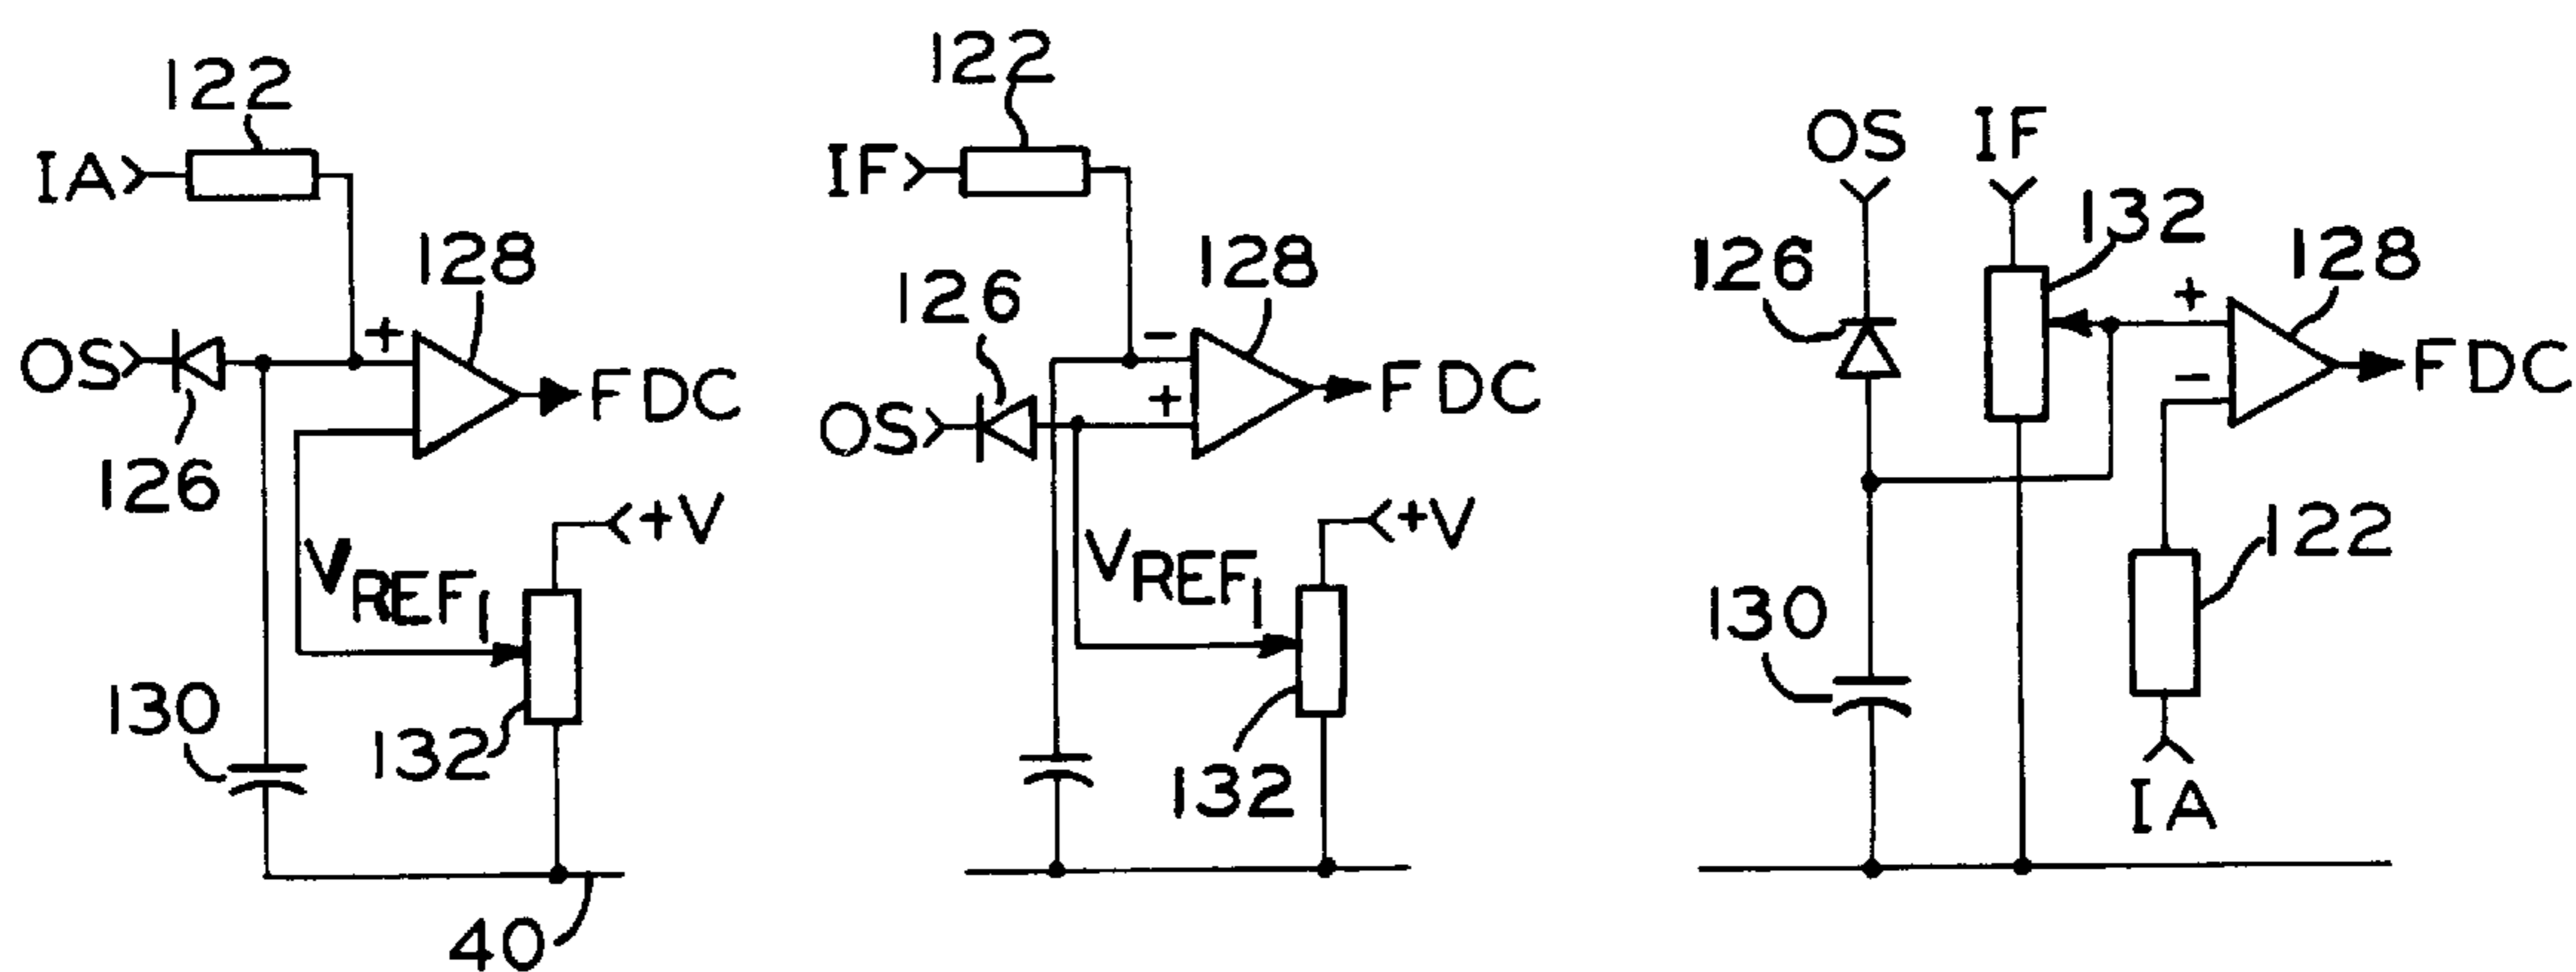 122
IA
128
+
OS
FDC
126
+V
VREF1
130
132
40
122
IF
128
126
-
+
OS
FDC
+V
VREF1
132
OS IF
132
126
128
+
-
FDC
130
122
IA